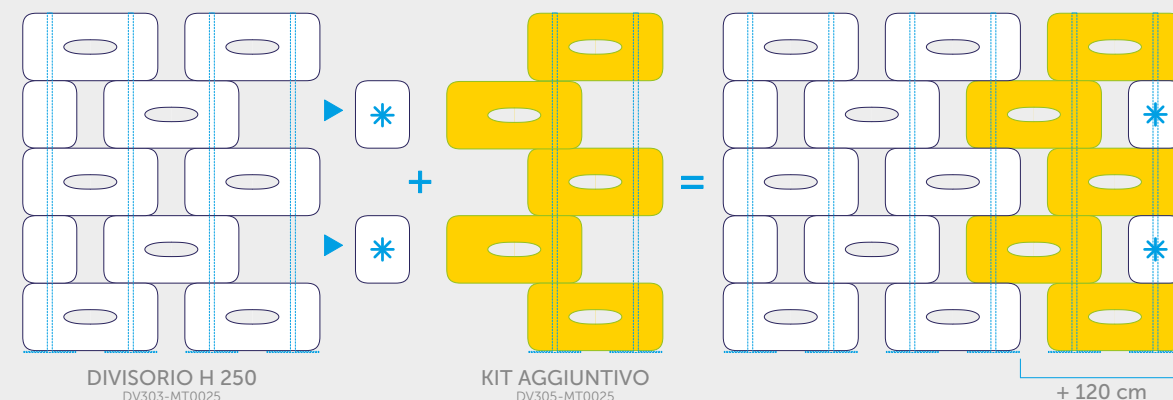 +
=
DIVISORIO H 250
DV303-MT0025
KIT AGGIUNTIVO
DV305-MT0025
+ 120 cm